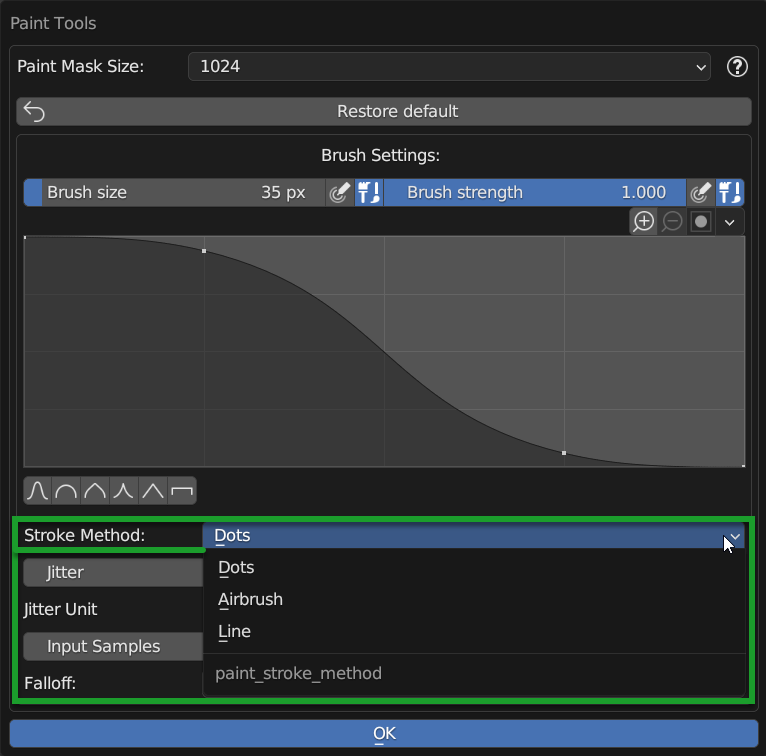 Paint Tools
Paint Mask Size: 1024
Restore default
Brush Settings:
Brush size 35 px Brush strength 1.000
Stroke Method: Dots
Dots
Jitter
Airbrush
Jitter Unit
Line
Input Samples
paint_stroke_method
Falloff:
OK